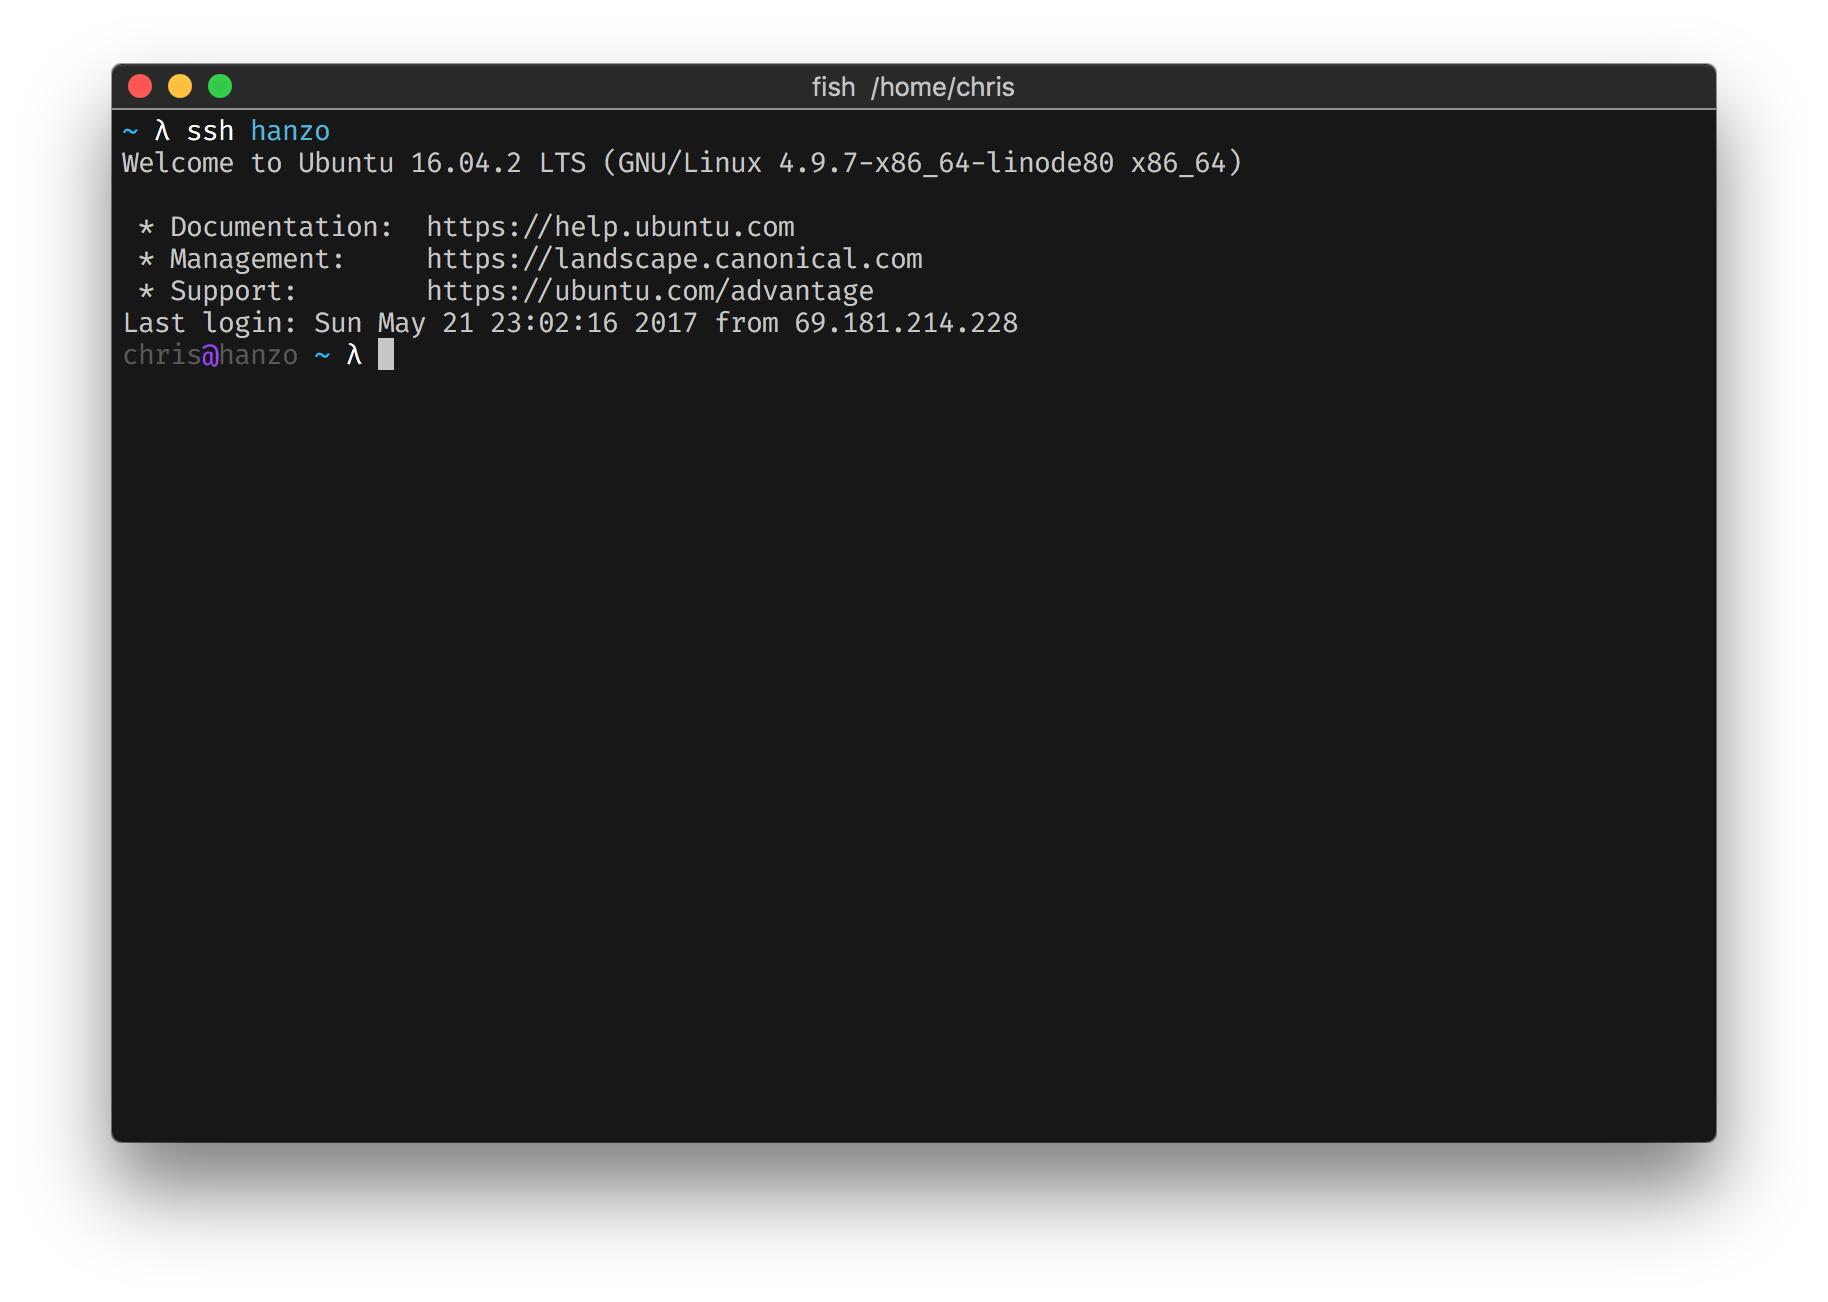 fish /home/chris
~ λ ssh hanzo
Welcome to Ubuntu 16.04.2 LTS (GNU/Linux 4.9.7-x86_64-linode80 x86_64)
* Documentation:  https://help.ubuntu.com
* Management:     https://landscape.canonical.com
* Support:        https://ubuntu.com/advantage
Last login: Sun May 21 23:02:16 2017 from 69.181.214.228
chris@hanzo ~ λ